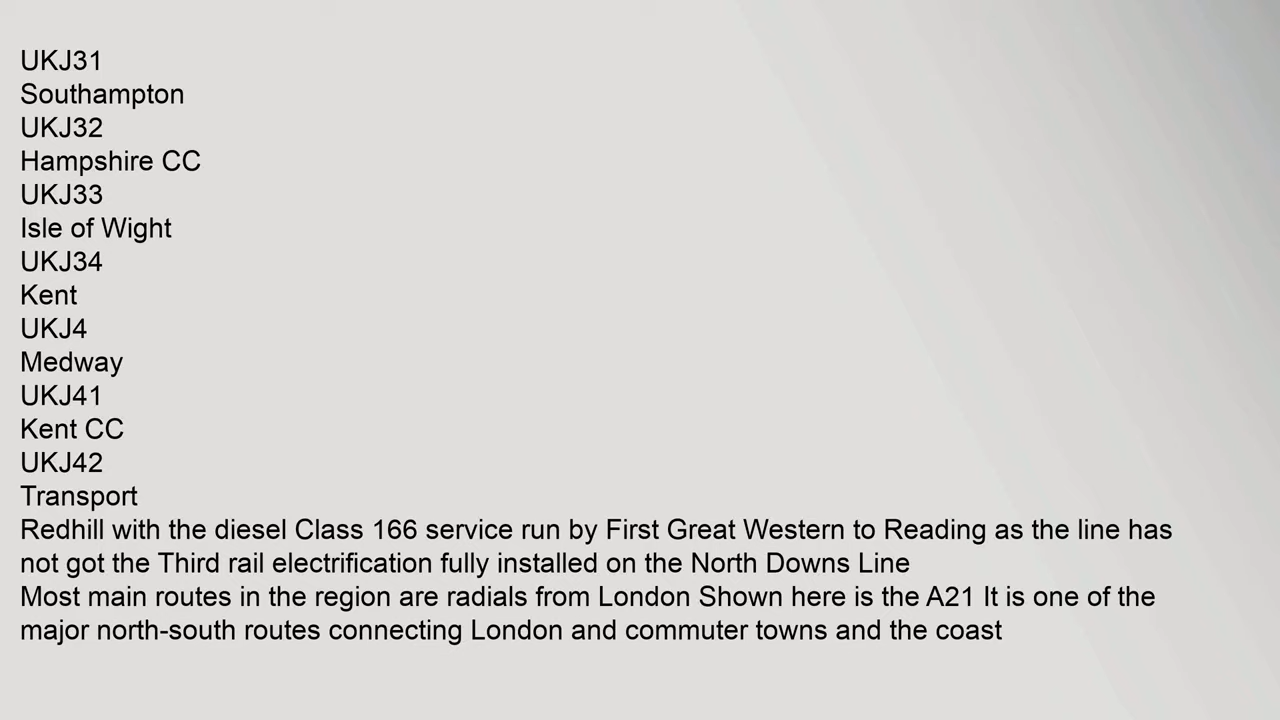 UKJ31
Southampton
UKJ32
Hampshire CC
UKJ33
Isle of Wight
UKJ34
Kent
UKJ4
Medway
UKJ41
Kent CC
UKJ42
Transport
Redhill with the diesel Class 166 service run by First Great Western to Reading as the line has
not got the Third rail electrification fully installed on the North Downs Line
Most main routes in the region are radials from London Shown here is the A21 It is one of the
major north-south routes connecting London and commuter towns and the coast